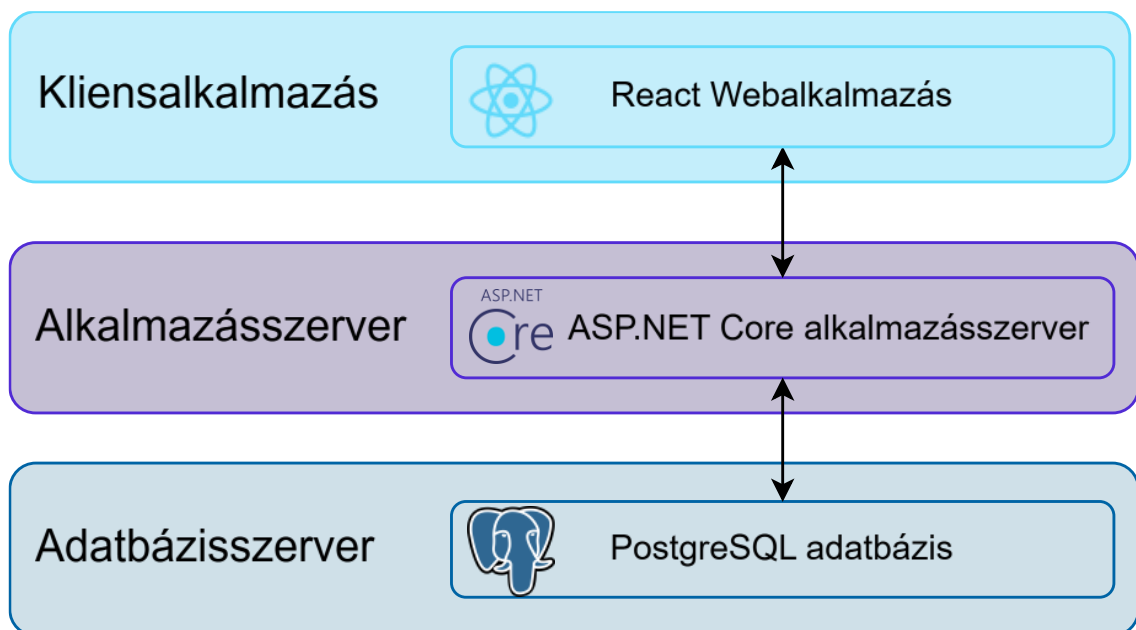 Kliensalkalmazás
React Webalkalmazás
Alkalmazásszerver
ASP.NET
Core
ASP.NET Core alkalmazásszerver
Adatbázisszerver
PostgreSQL adatbázis